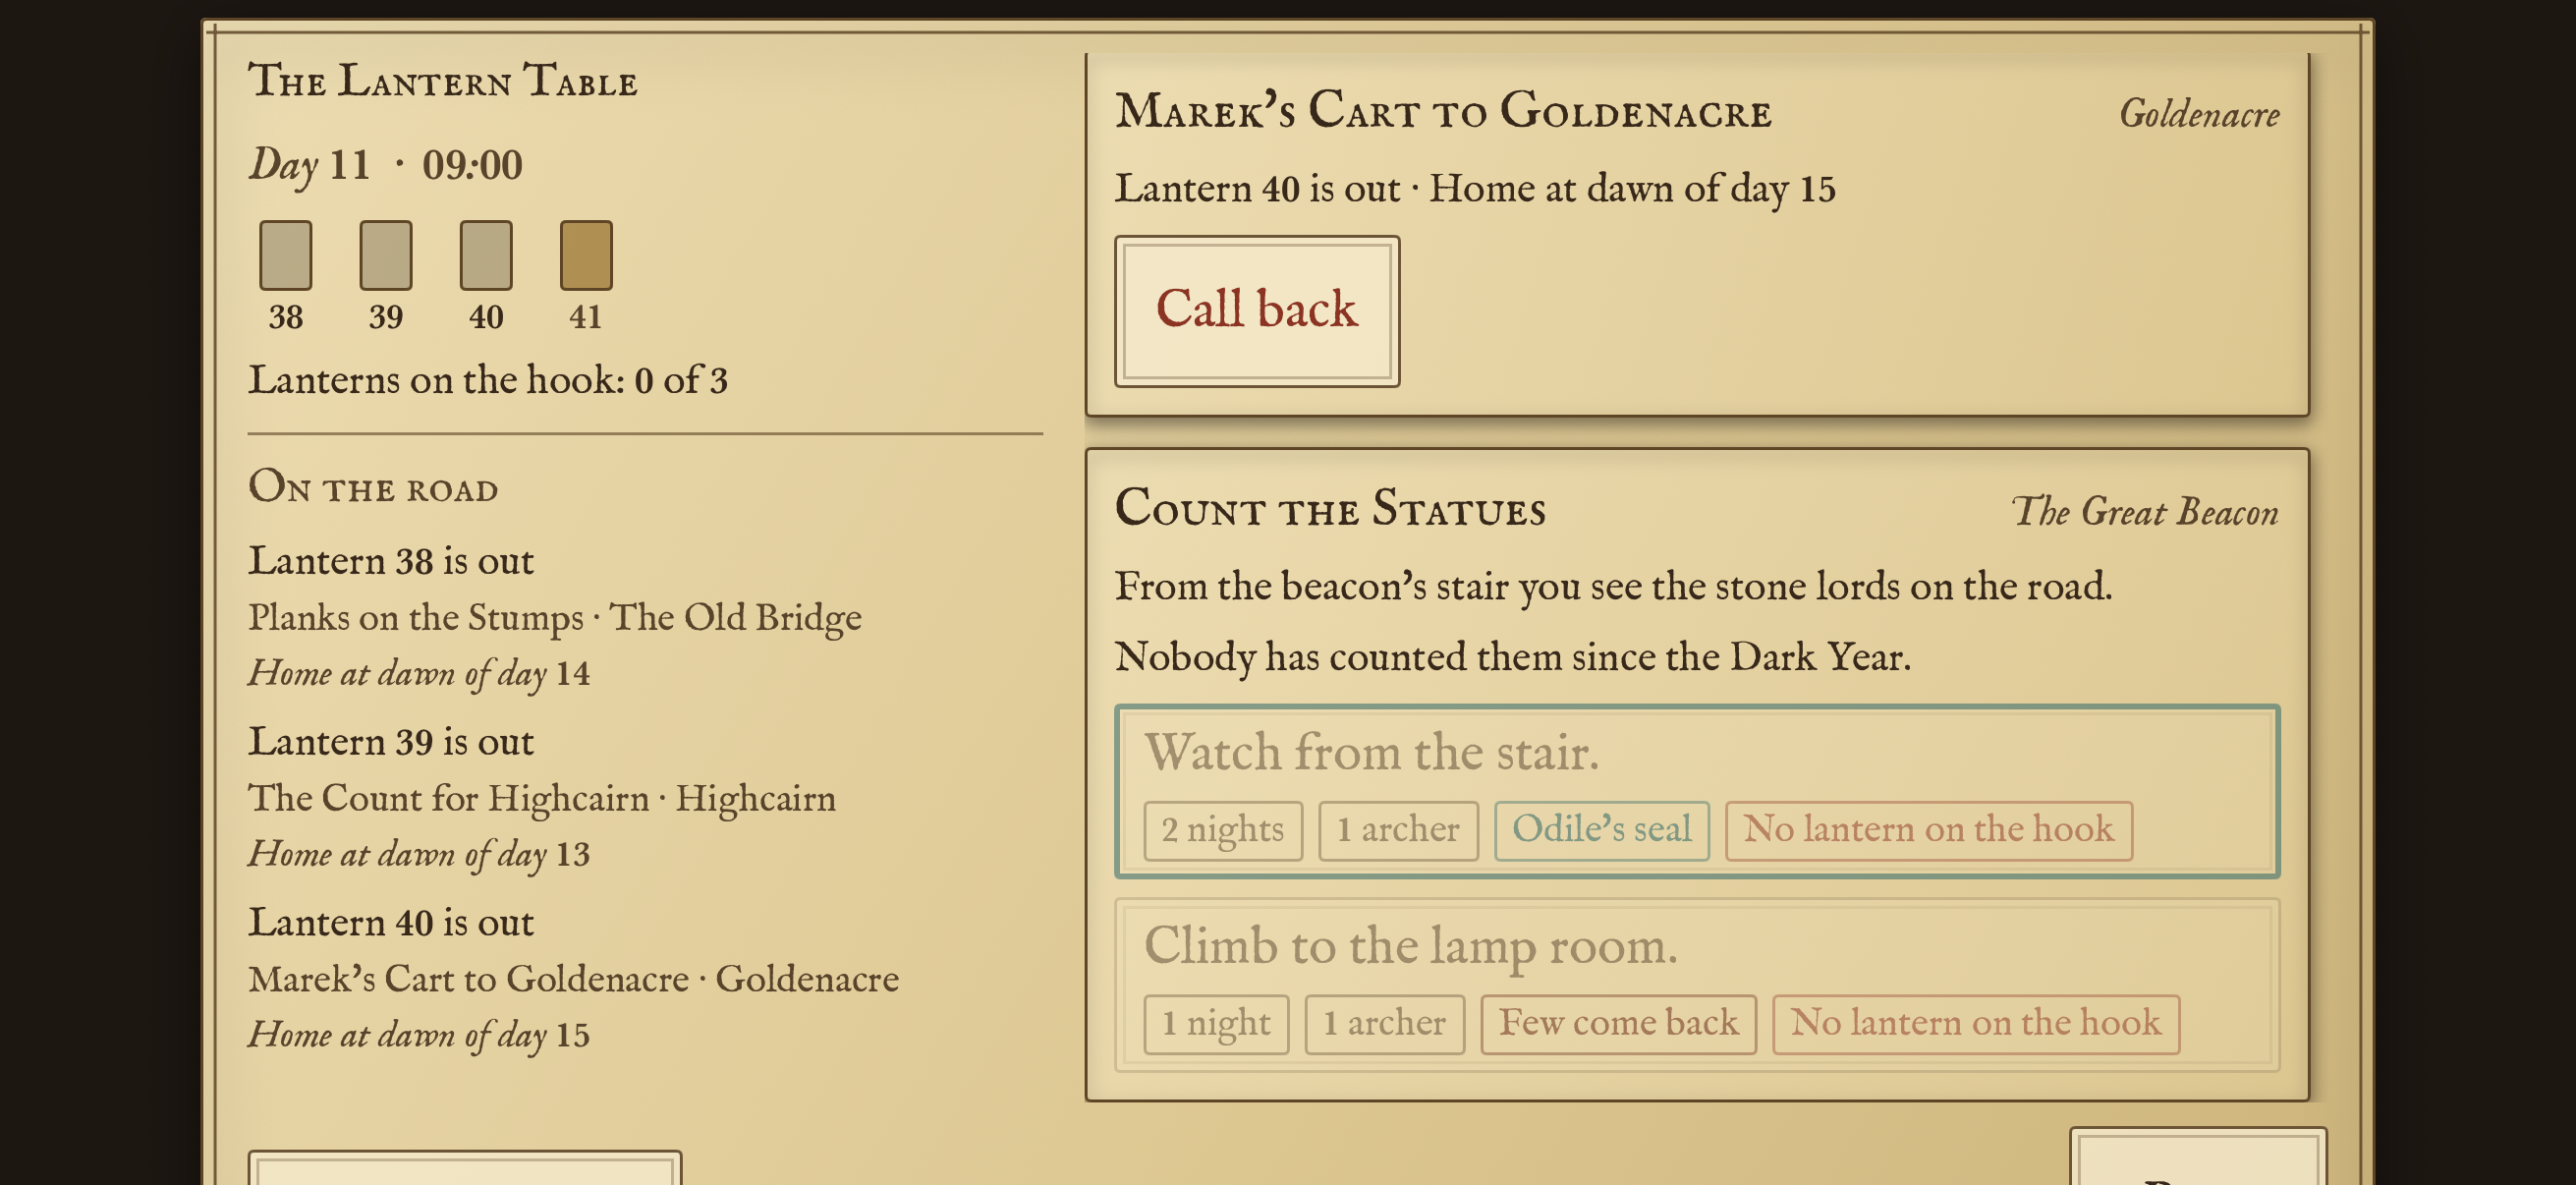 The Lantern Table
Day 11 · 09:00
38 39 40 41
Lanterns on the hook: 0 of 3
On the road
Lantern 38 is out
Planks on the Stumps · The Old Bridge
Home at dawn of day 14
Lantern 39 is out
The Count for Highcairn · Highcairn
Home at dawn of day 13
Lantern 40 is out
Marek’s Cart to Goldenacre · Goldenacre
Home at dawn of day 15
Marek’s Cart to Goldenacre
Goldenacre
Lantern 40 is out · Home at dawn of day 15
Call back
Count the Statues
The Great Beacon
From the beacon’s stair you see the stone lords on the road.
Nobody has counted them since the Dark Year.
Watch from the stair.
2 nights 1 archer Odile’s seal No lantern on the hook
Climb to the lamp room.
1 night 1 archer Few come back No lantern on the hook